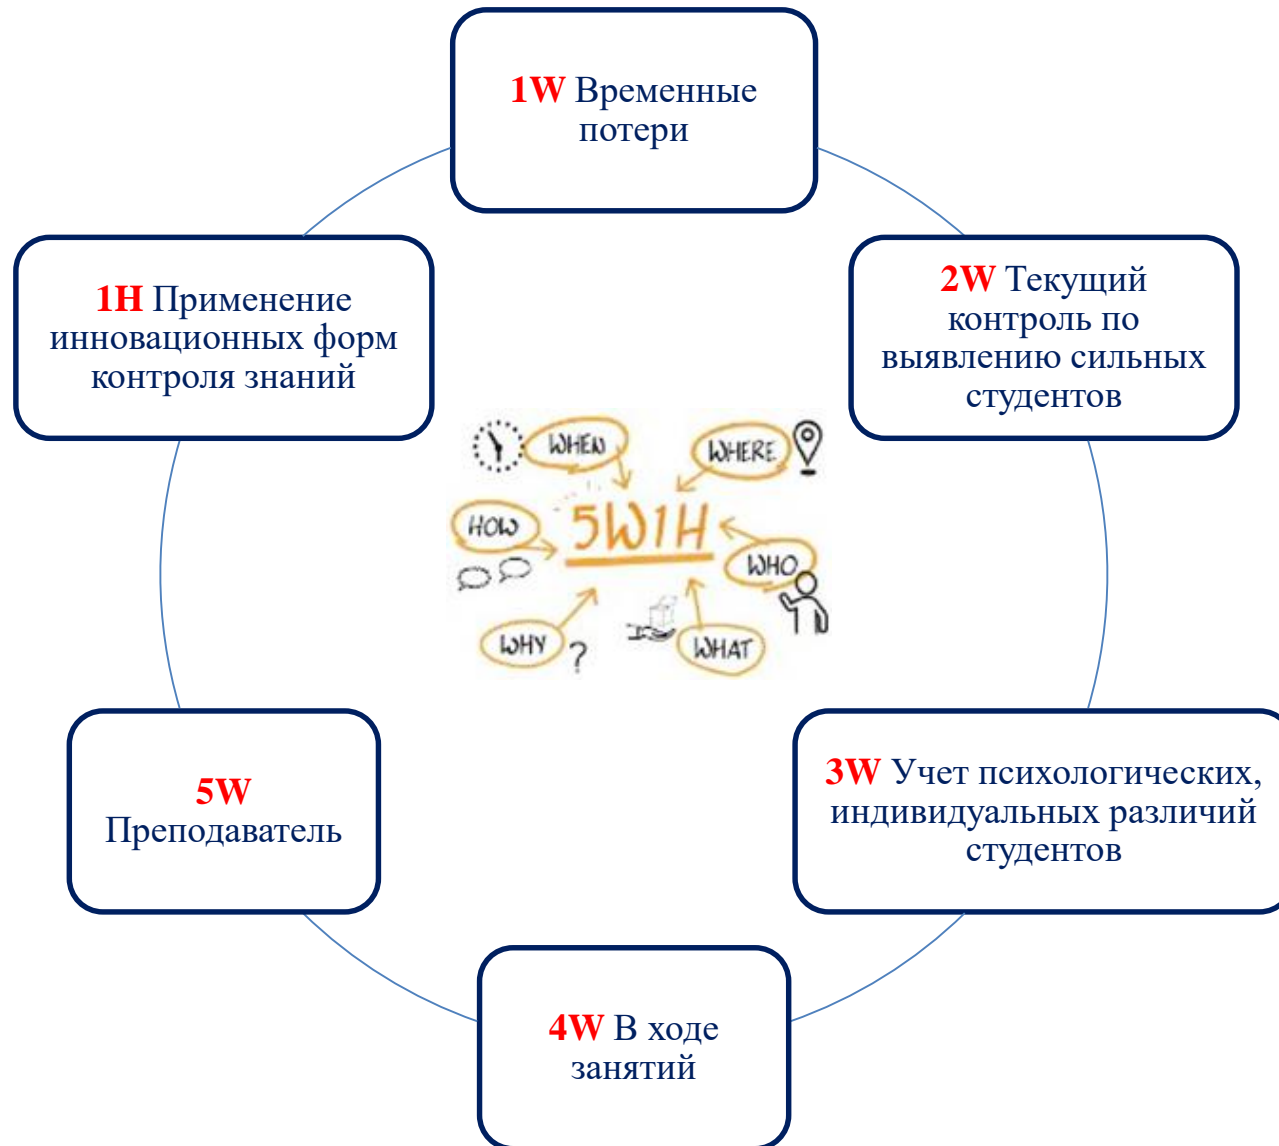 1W Временные
потери
2W Текущий
контроль по
выявлению сильных
студентов
3W Учет психологических,
индивидуальных различий
студентов
4W В ходе
занятий
5W
Преподаватель
1H Применение
инновационных форм
контроля знаний
WHEN
WHERE
HOW
5W1H
WHO
WHY
?
WHAT